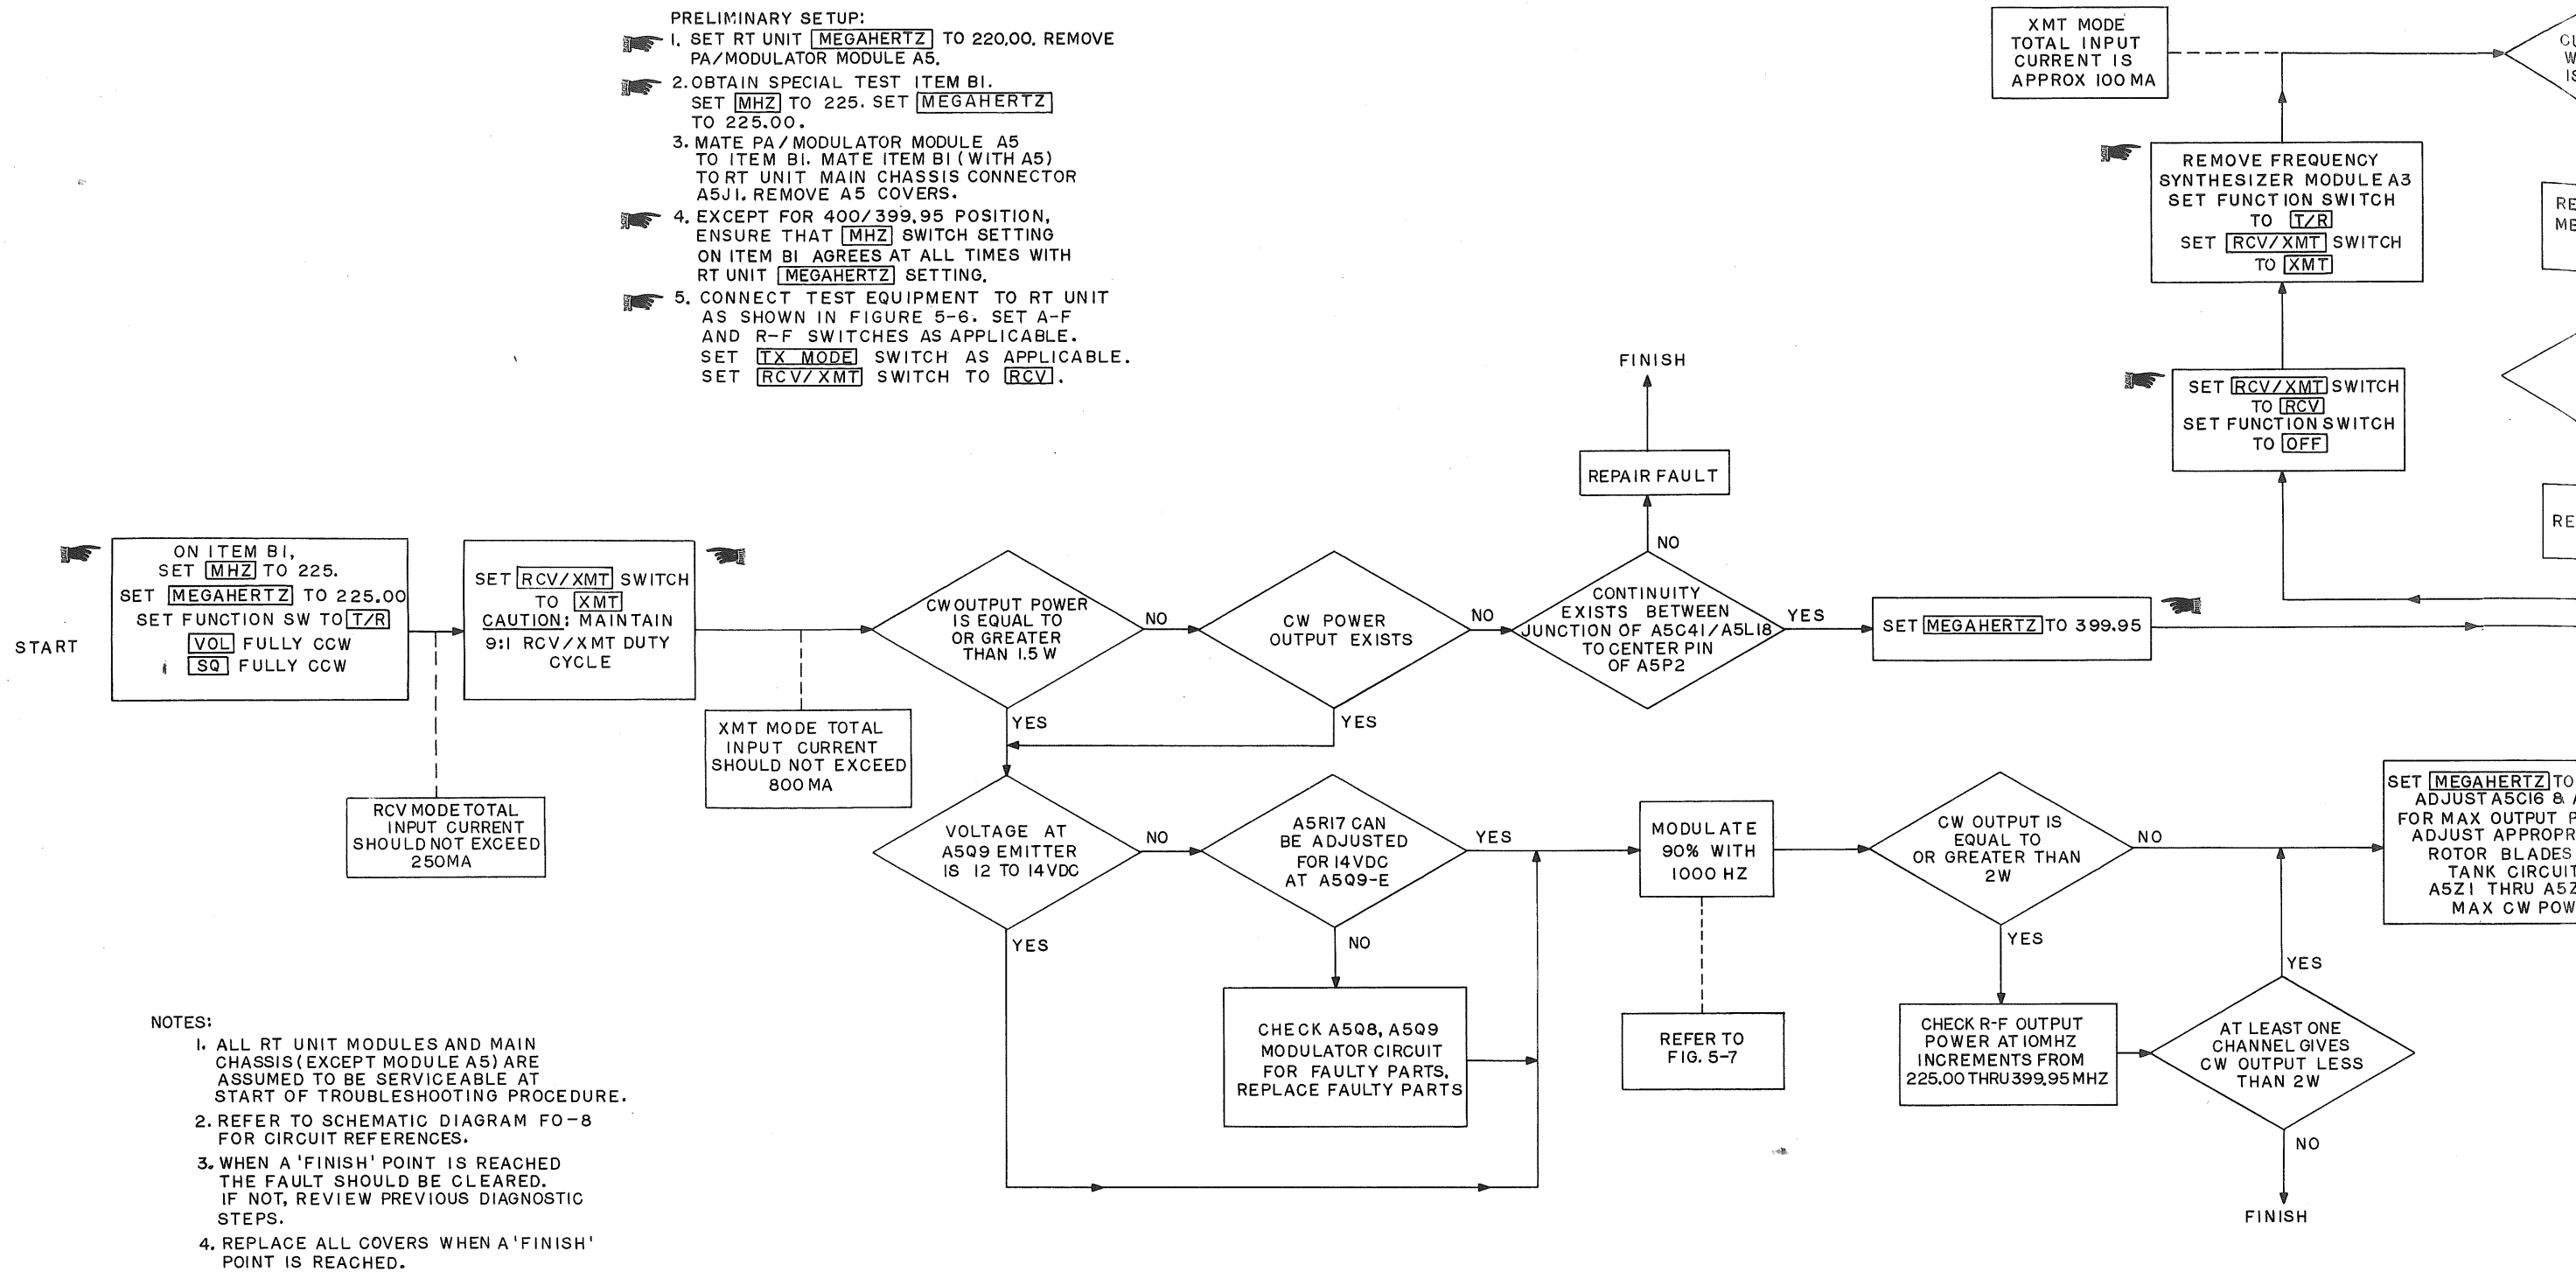 PRELIMINARY SETUP:
1. SET RT UNIT MEGAHERTZ TO 220.00. REMOVE
PA/MODULATOR MODULE A5.
2. OBTAIN SPECIAL TEST ITEM B1.
SET MHZ TO 225. SET MEGAHERTZ
TO 225.00.
3. MATE PA/MODULATOR MODULE A5
TO ITEM B1. MATE ITEM B1 (WITH A5)
TO RT UNIT MAIN CHASSIS CONNECTOR
A5J1. REMOVE A5 COVERS.
4. EXCEPT FOR 400/399.95 POSITION,
ENSURE THAT MHZ SWITCH SETTING
ON ITEM B1 AGREES AT ALL TIMES WITH
RT UNIT MEGAHERTZ SETTING.
5. CONNECT TEST EQUIPMENT TO RT UNIT
AS SHOWN IN FIGURE 5-6. SET A-F
AND R-F SWITCHES AS APPLICABLE.
SET TX MODE SWITCH AS APPLICABLE.
SET RCV/XMT SWITCH TO RCV.
XMT MODE
TOTAL INPUT
CURRENT IS
APPROX 100 MA
REMOVE FREQUENCY
SYNTHESIZER MODULE A3
SET FUNCTION SWITCH
TO T/R
SET RCV/XMT SWITCH
TO XMT
SET RCV/XMT SWITCH
TO RCV
SET FUNCTION SWITCH
TO OFF
FINISH
REPAIR FAULT
NO
START
ON ITEM B1,
SET MHZ TO 225.
SET MEGAHERTZ TO 225.00
SET FUNCTION SW TO T/R
VOL FULLY CCW
SQ FULLY CCW
SET RCV/XMT SWITCH
TO XMT
CAUTION: MAINTAIN
9:1 RCV/XMT DUTY
CYCLE
CW OUTPUT POWER
IS EQUAL TO
OR GREATER
THAN 1.5 W
NO
CW POWER
OUTPUT EXISTS
NO
CONTINUITY
EXISTS BETWEEN
JUNCTION OF A5C41/A5L18
TO CENTER PIN
OF A5P2
YES
SET MEGAHERTZ TO 399.95
YES
YES
RCV MODE TOTAL
INPUT CURRENT
SHOULD NOT EXCEED
250MA
XMT MODE TOTAL
INPUT CURRENT
SHOULD NOT EXCEED
800 MA
VOLTAGE AT
A5Q9 EMITTER
IS 12 TO 14VDC
NO
A5R17 CAN
BE ADJUSTED
FOR 14VDC
AT A5Q9-E
YES
MODULATE
90% WITH
1000 HZ
CW OUTPUT IS
EQUAL TO
OR GREATER THAN
2W
NO
SET MEGAHERTZ TO
ADJUST A5C16 &
FOR MAX OUTPUT
ADJUST
ROTOR BLADES
TANK
A5Z1 THRU
MAX CW
YES
NO
YES
CHECK A5Q8, A5Q9
MODULATOR CIRCUIT
FOR FAULTY PARTS.
REPLACE FAULTY PARTS
REFER TO
FIG. 5-7
CHECK R-F OUTPUT
POWER AT 10MHZ
INCREMENTS FROM
225.00 THRU 399.95 MHZ
YES
AT LEAST ONE
CHANNEL GIVES
CW OUTPUT LESS
THAN 2W
NO
FINISH
NOTES:
1. ALL RT UNIT MODULES AND MAIN
CHASSIS (EXCEPT MODULE A5) ARE
ASSUMED TO BE SERVICEABLE AT
START OF TROUBLESHOOTING PROCEDURE.
2. REFER TO SCHEMATIC DIAGRAM FO-8
FOR CIRCUIT REFERENCES.
3. WHEN A 'FINISH' POINT IS REACHED
THE FAULT SHOULD BE CLEARED.
IF NOT, REVIEW PREVIOUS DIAGNOSTIC
STEPS.
4. REPLACE ALL COVERS WHEN A 'FINISH'
POINT IS REACHED.